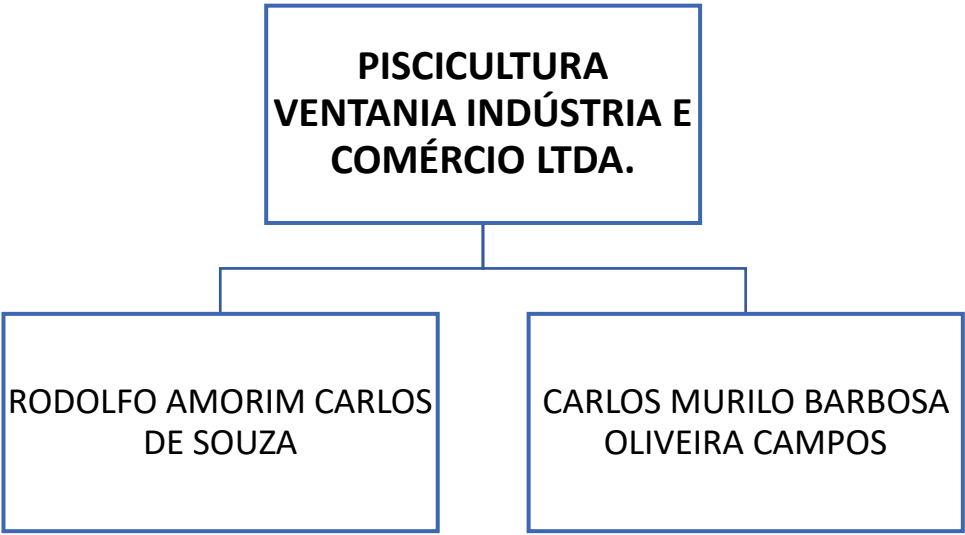 PISCICULTURA
VENTANIA INDÚSTRIA E
COMÉRCIO LTDA.
RODOLFO AMORIM CARLOS
DE SOUZA
CARLOS MURILO BARBOSA
OLIVEIRA CAMPOS